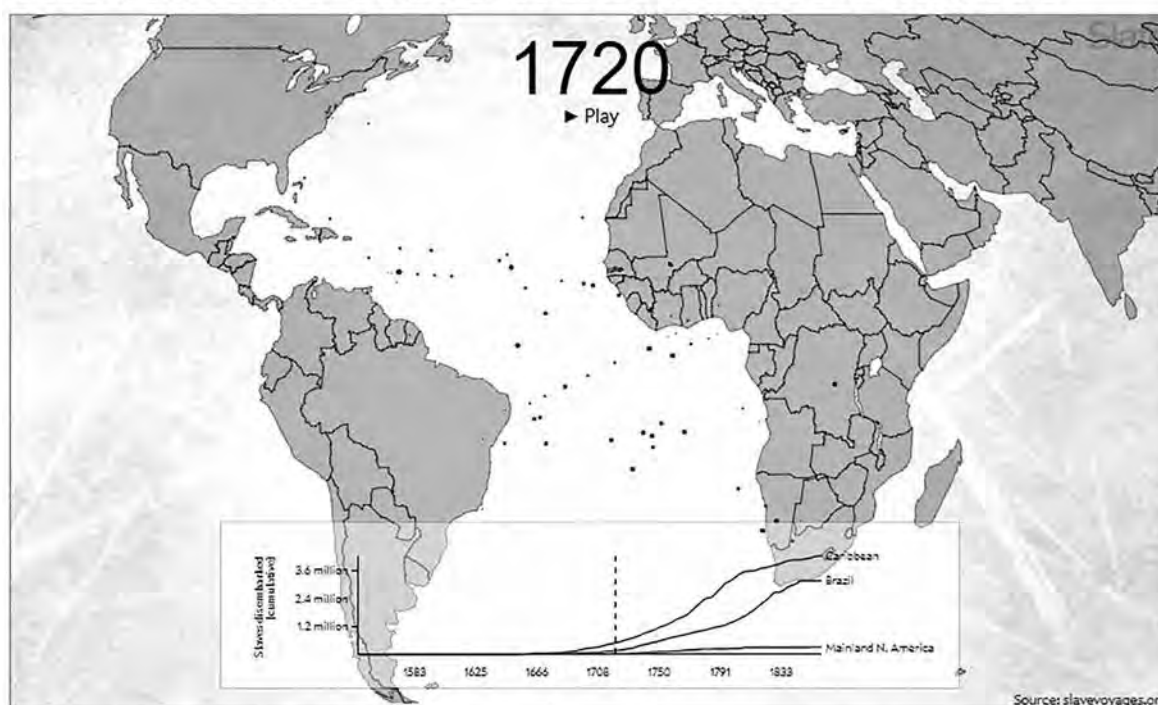 1720
► Play
Slaves disembarked
(cumulative)
3.6 million
2.4 million
1.2 million
Caribbean
Brazil
Mainland N. America
1583 1625 1666 1708 1750 1791 1833
Source: slavevoyages.or